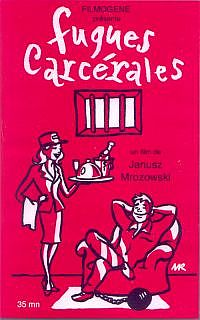 FILMOGENE
présente
fugues
Carcérales
un film de
Janusz
Mrozowski
MR
35 mn